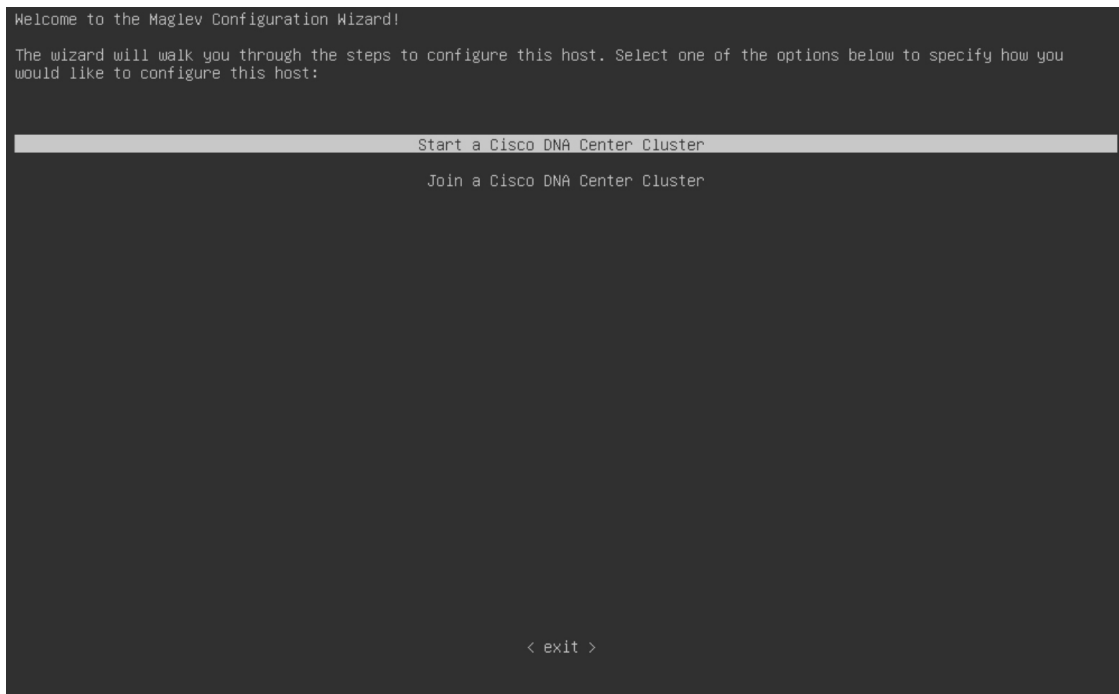 Welcome to the Maglev Configuration Wizard!
The wizard will walk you through the steps to configure this host. Select one of the options below to specify how you
would like to configure this host:
Start a Cisco DNA Center Cluster
Join a Cisco DNA Center Cluster
< exit >